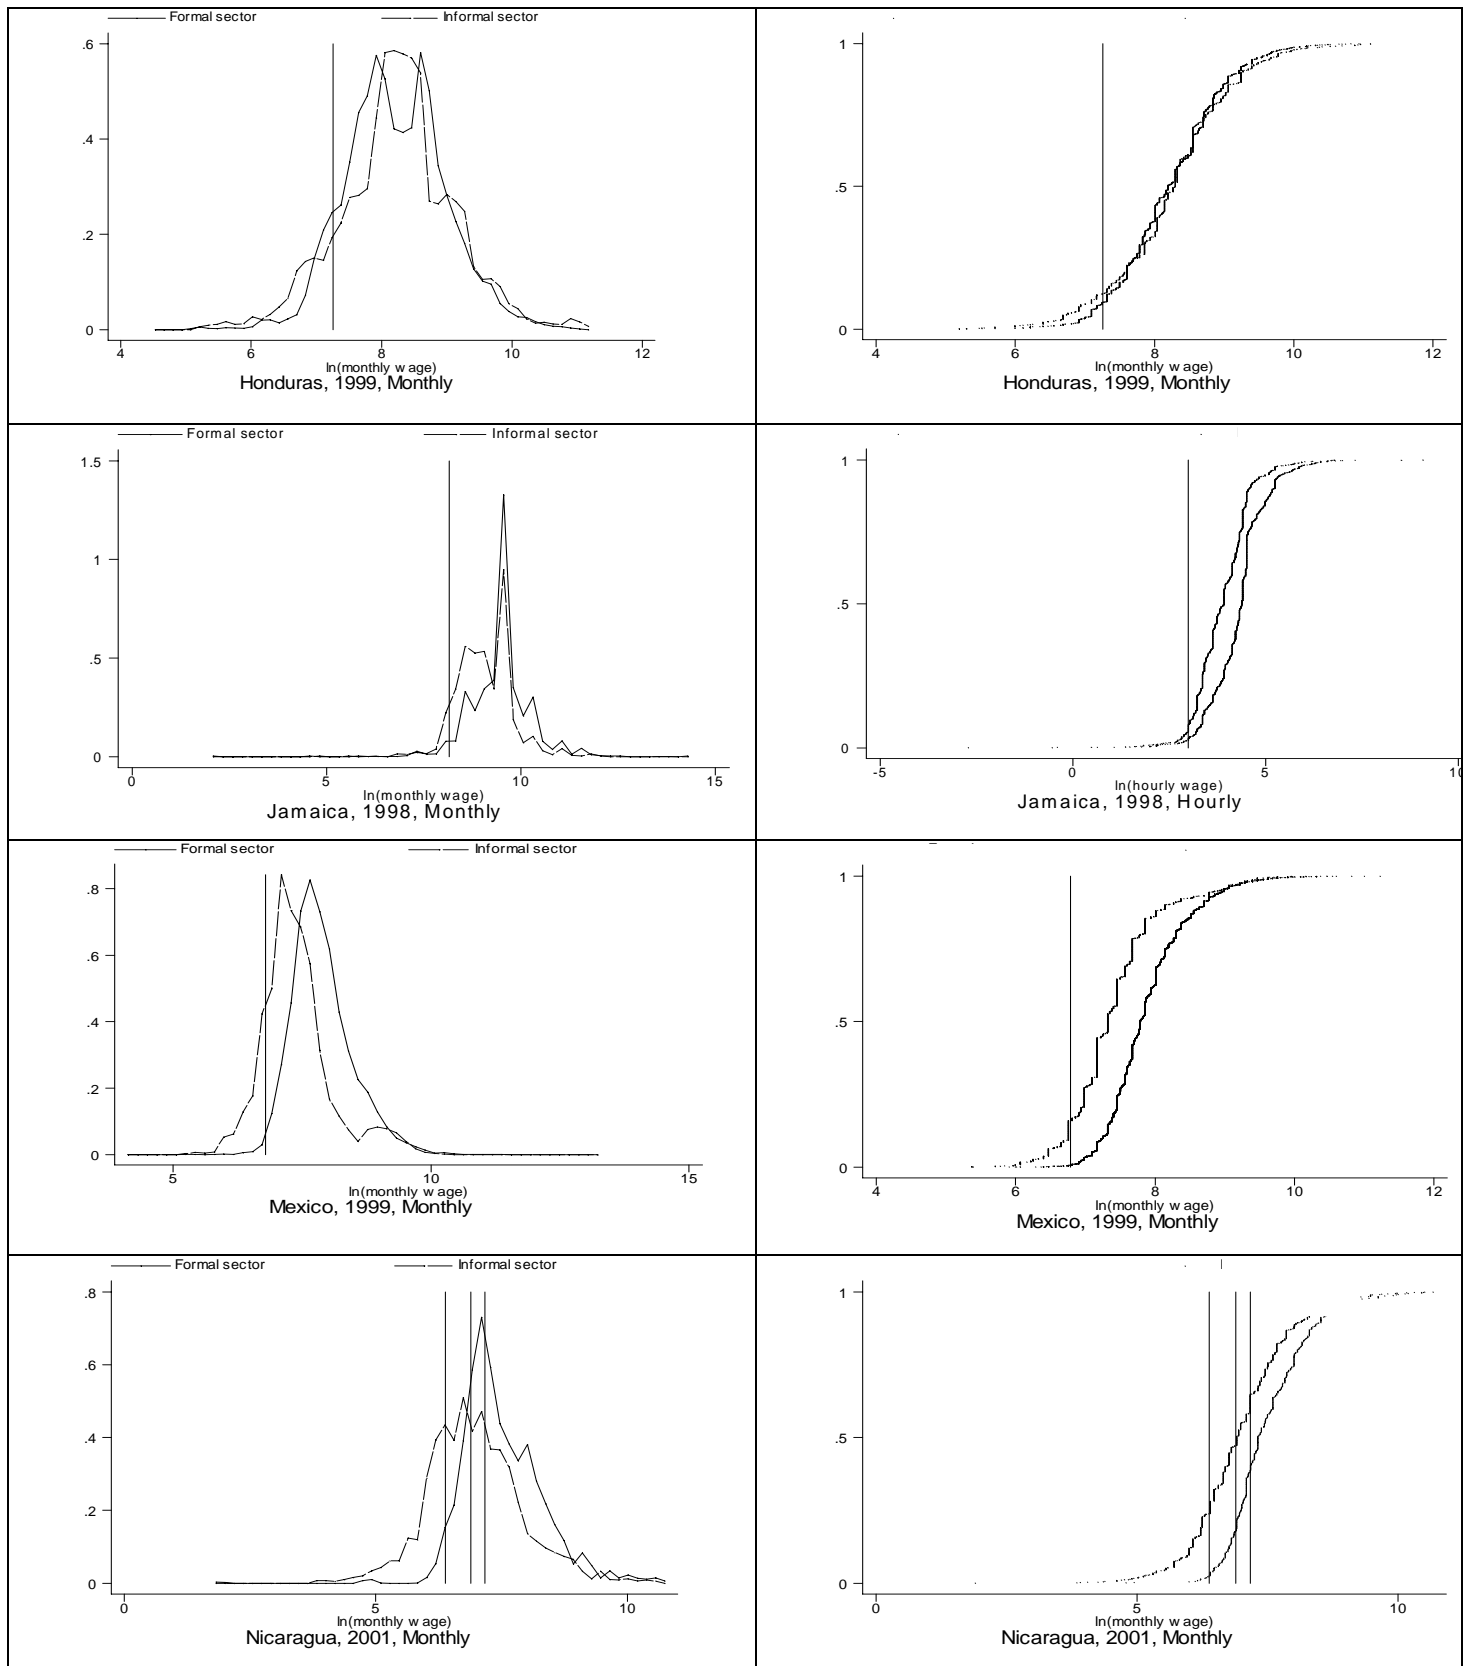 Formal sector Informal sector
.6
.4
.2
0
4 6 8 10 12
ln(monthly w age)
Honduras, 1999, Monthly
1
.5
0
4 6 8 10 12
ln(monthly w age)
Honduras, 1999, Monthly
Formal sector Informal sector
1.5
1
.5
0
0 5 10 15
ln(monthly wage)
Jamaica, 1998, Monthly
1
.5
0
-5 0 5 10
ln(hourly wage)
Jamaica, 1998, Hourly
Formal sector Informal sector
.8
.6
.4
.2
0
5 10 15
ln(monthly w age)
Mexico, 1999, Monthly
1
.5
0
4 6 8 10 12
ln(monthly w age)
Mexico, 1999, Monthly
Formal sector Informal sector
.8
.6
.4
.2
0
0 5 10
ln(monthly w age)
Nicaragua, 2001, Monthly
1
.5
0
0 5 10
ln(monthly w age)
Nicaragua, 2001, Monthly